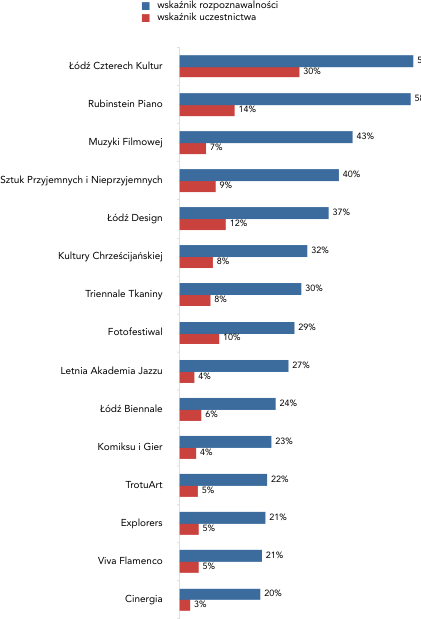 wskaźnik rozpoznawalności
wskaźnik uczestnictwa
Łódź Czterech Kultur
30%
Rubinstein Piano
14%
Muzyki Filmowej 43%
7%
Sztuk Przyjemnych i Nieprzyjemnych 40%
9%
Łódź Design 37%
12%
Kultury Chrześcijańskiej 32%
8%
Triennale Tkaniny 30%
8%
Fotofestiwal 29%
10%
Letnia Akademia Jazzu 27%
4%
Łódź Biennale 24%
6%
Komiksu i Gier 23%
4%
TrotuArt 22%
5%
Explorers 21%
5%
Viva Flamenco 21%
5%
Cinergia 20%
3%